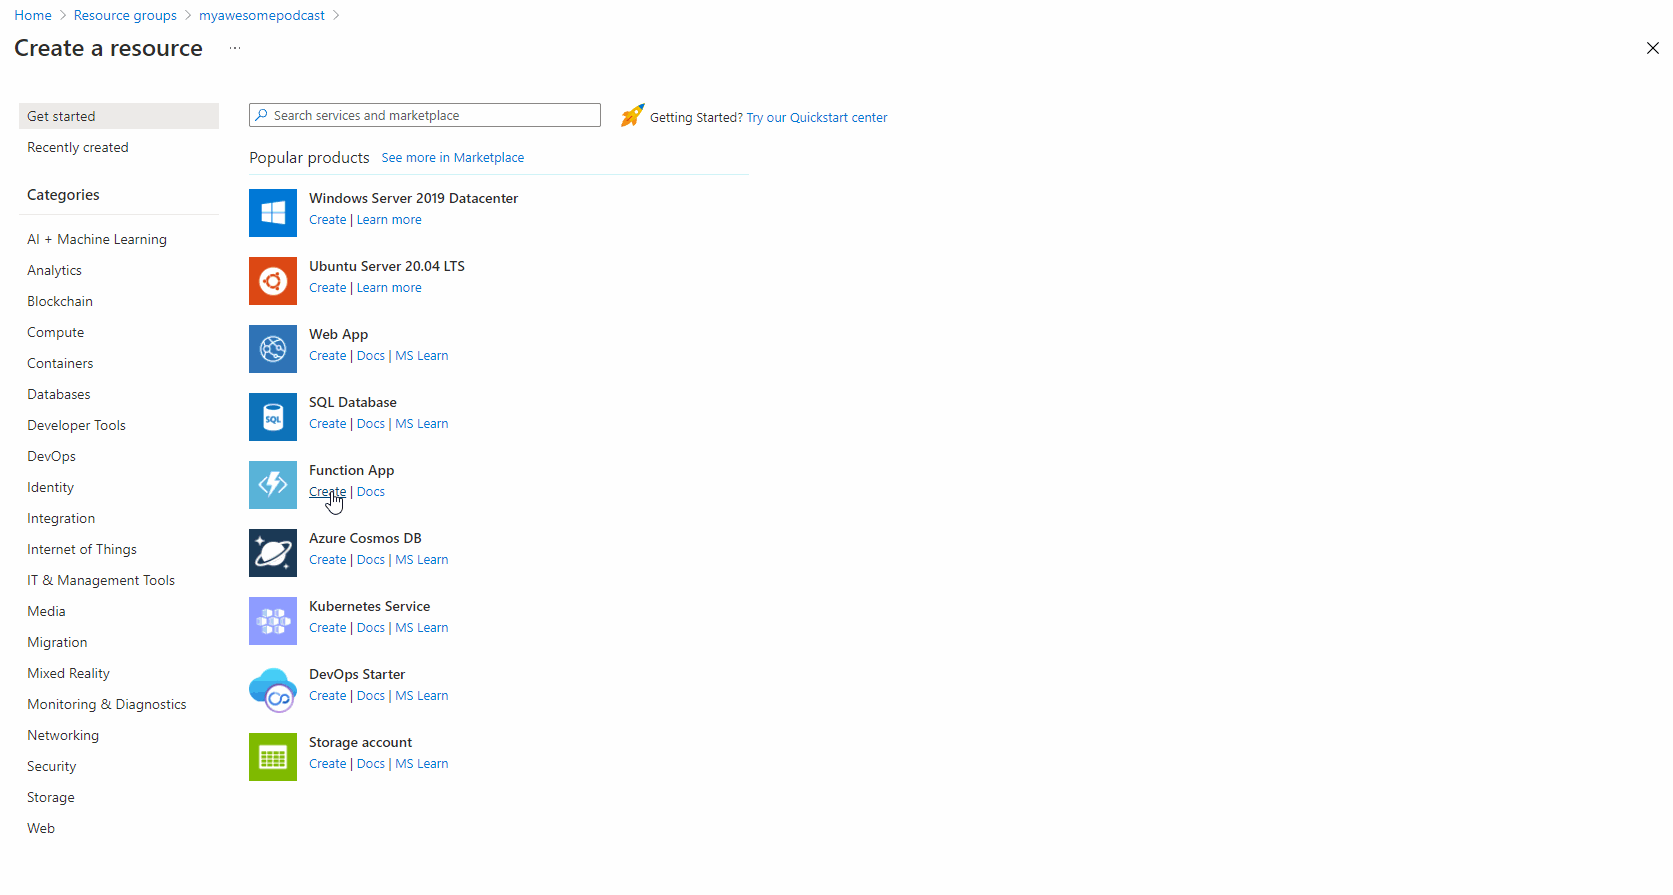 Home > Resource groups > myawesomepodcast >
Create a resource ...
Get started
Recently created
Categories
AI + Machine Learning
Analytics
Blockchain
Compute
Containers
Databases
Developer Tools
DevOps
Identity
Integration
Internet of Things
IT & Management Tools
Media
Migration
Mixed Reality
Monitoring & Diagnostics
Networking
Security
Storage
Web
Search services and marketplace
Getting Started? Try our Quickstart center
Popular products See more in Marketplace
Windows Server 2019 Datacenter
Create | Learn more
Ubuntu Server 20.04 LTS
Create | Learn more
Web App
Create | Docs | MS Learn
SQL
SQL Database
Create | Docs | MS Learn
Function App
Create | Docs
Azure Cosmos DB
Create | Docs | MS Learn
Kubernetes Service
Create | Docs | MS Learn
DevOps Starter
Create | Docs | MS Learn
Storage account
Create | Docs | MS Learn